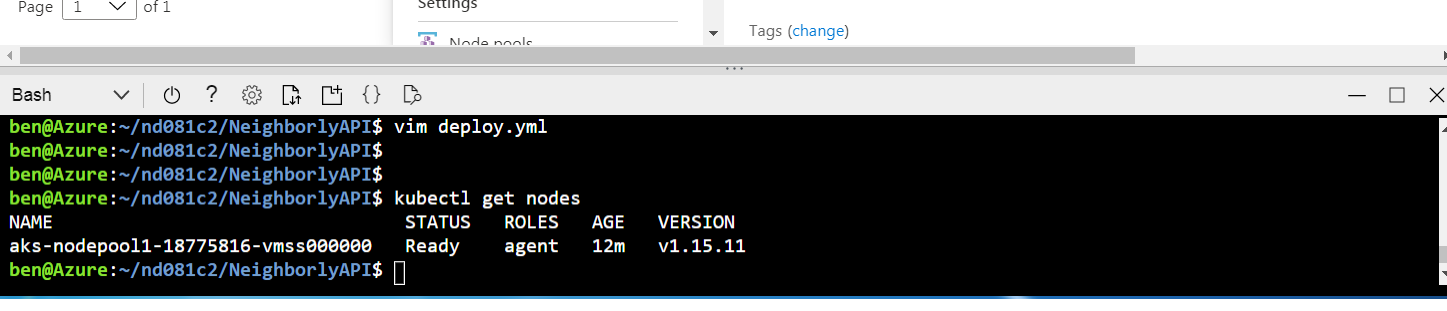 Page 1 of 1
Settings
Node pools
Tags (change)
Bash
ben@Azure:~/nd081c2/NeighborlyAPI$ vim deploy.yml
ben@Azure:~/nd081c2/NeighborlyAPI$
ben@Azure:~/nd081c2/NeighborlyAPI$
ben@Azure:~/nd081c2/NeighborlyAPI$ kubectl get nodes
NAME STATUS ROLES AGE VERSION
aks-nodepool1-18775816-vmss000000 Ready agent 12m v1.15.11
ben@Azure:~/nd081c2/NeighborlyAPI$